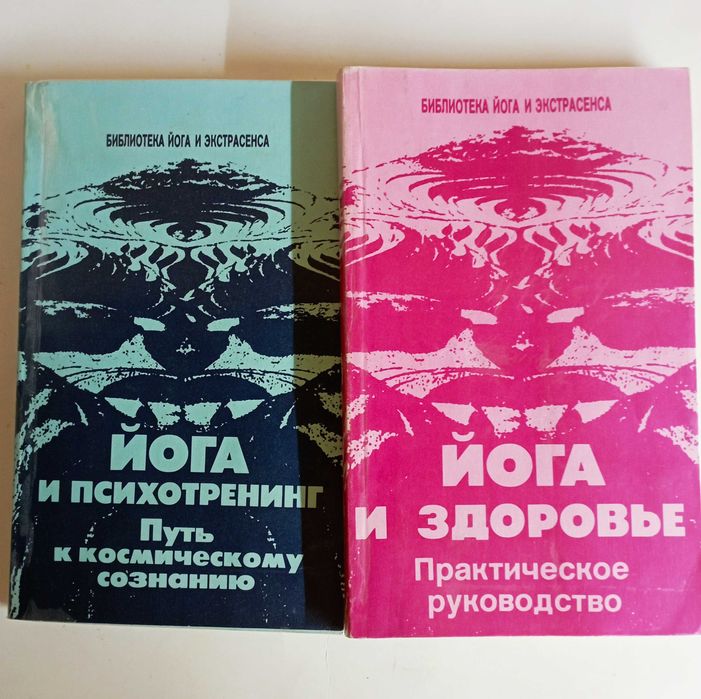 БИБЛИОТЕКА ЙОГА И ЭКСТРАСЕНСА
ЙОГА
И ПСИХОТРЕНИНГ
Путь
к космическому
сознанию
БИБЛИОТЕКА ЙОГА И ЭКСТРАСЕНСА
ЙОГА
И ЗДОРОВЬЕ
Практическое
руководство